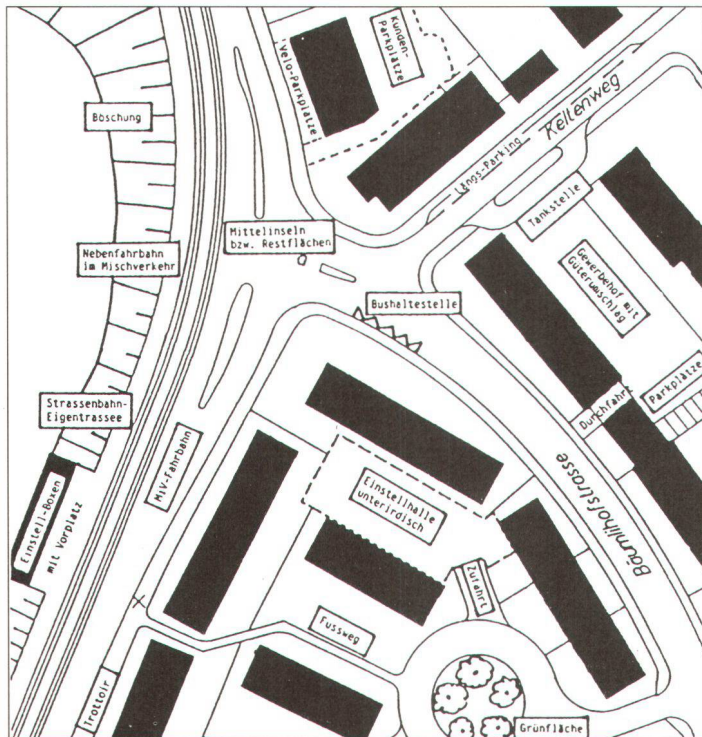 Velo-Parkplätze
Kunden-
Parkplätze
Böschung
Längs-Parking
Keltenweg
Tankstelle
Mittelinseln
bzw. Restflächen
Nebenfahrbahn
im Mischverkehr
Gewerbehof mit
Güterumschlag
Bushaltestelle
Parkplätze
Durchfahrt
Strassenbahn-
Eigentrassee
MiV-Fahrbahn
Einstellhalle
unterirdisch
Bäumlihofstrasse
Einstell-Boxen
mit Vorplatz
Zufahrt
Fussweg
Trottoir
Grünfläche